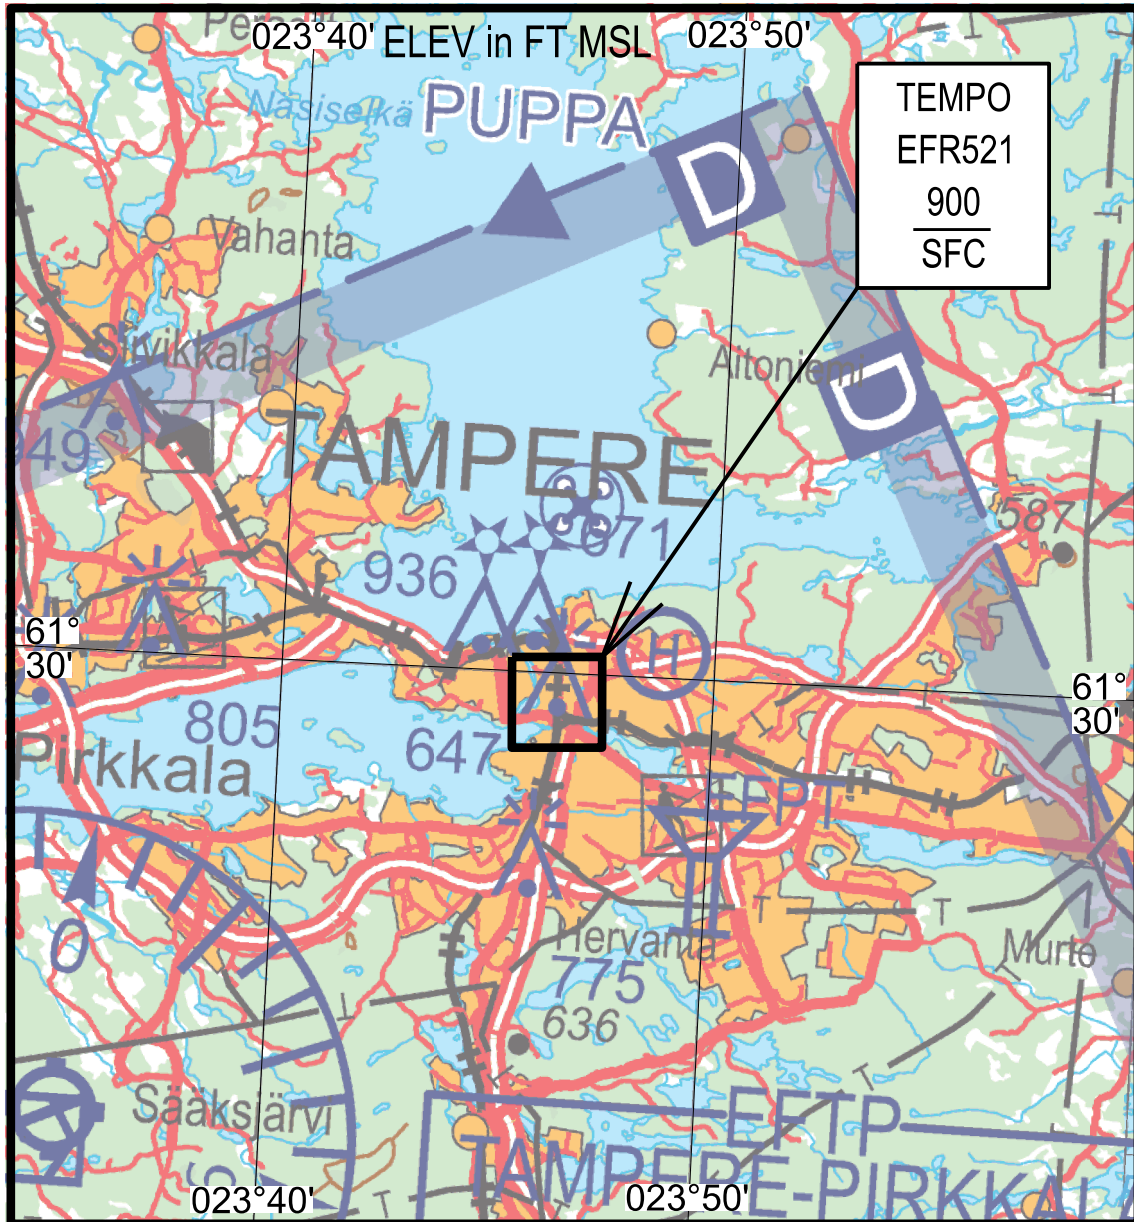 023°40' ELEV in FT MSL 023°50'
Näsiselkä PUPPA
D
TEMPO
EFR521
900
SFC
Vahanta
Sirvikkala
Aitoniemi
D
949
TAMPERE
587
671
936
61°
30'
H
61°
30'
805
647
Pirkkala
T
T
T
0
Hervanta
Murto
775
636
Sääksjärvi
EFTP
TAMPERE-PIRKKALA
023°40' 023°50'